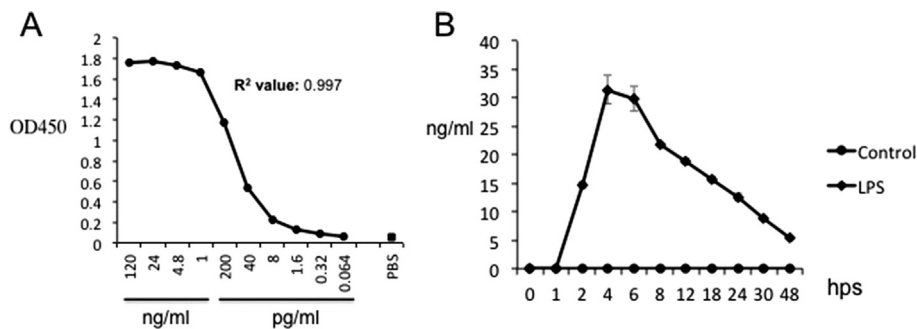 A
2
1.8
1.6
1.4
1.2
1
0.8
0.6
0.4
0.2
0
OD450
R² value: 0.997
120 24 4.8 1 200 40 8 1.6 0.32 0.064 PBS
ng/ml pg/ml
B
40
35
30
25
20
15
10
5
0
ng/ml
Control
LPS
0 1 2 4 6 8 12 18 24 30 48 hps